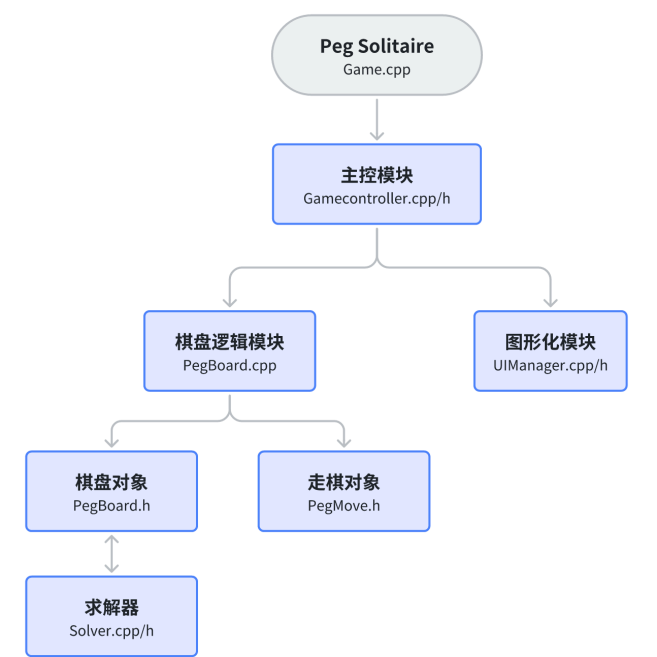 Peg Solitaire
Game.cpp
主控模块
Gamecontroller.cpp/h
棋盘逻辑模块
PegBoard.cpp
图形化模块
UIManager.cpp/h
棋盘对象
PegBoard.h
走棋对象
PegMove.h
求解器
Solver.cpp/h